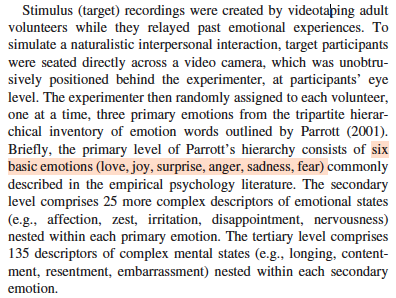 Stimulus (target) recordings were created by videotaping adult
volunteers while they relayed past emotional experiences. To
simulate a naturalistic interpersonal interaction, target participants
were seated directly across a video camera, which was unobtru-
sively positioned behind the experimenter, at participants' eye
level. The experimenter then randomly assigned to each volunteer,
one at a time, three primary emotions from the tripartite hierar-
chical inventory of emotion words outlined by Parrott (2001).
Briefly, the primary level of Parrott's hierarchy consists of six
basic emotions (love, joy, surprise, anger, sadness, fear) commonly
described in the empirical psychology literature. The secondary
level comprises 25 more complex descriptors of emotional states
(e.g., affection, zest, irritation, disappointment, nervousness)
nested within each primary emotion. The tertiary level comprises
135 descriptors of complex mental states (e.g., longing, content-
ment, resentment, embarrassment) nested within each secondary
emotion.